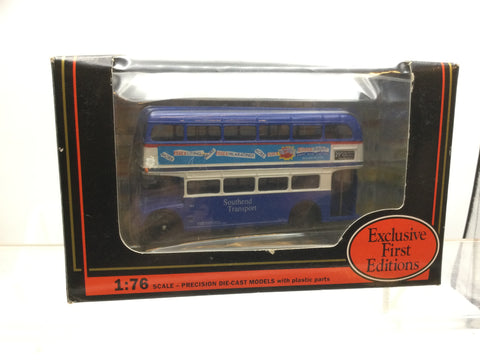 Southend
Transport
Exclusive
First
Editions
1:76 SCALE – PRECISION DIE-CAST MODELS with plastic parts